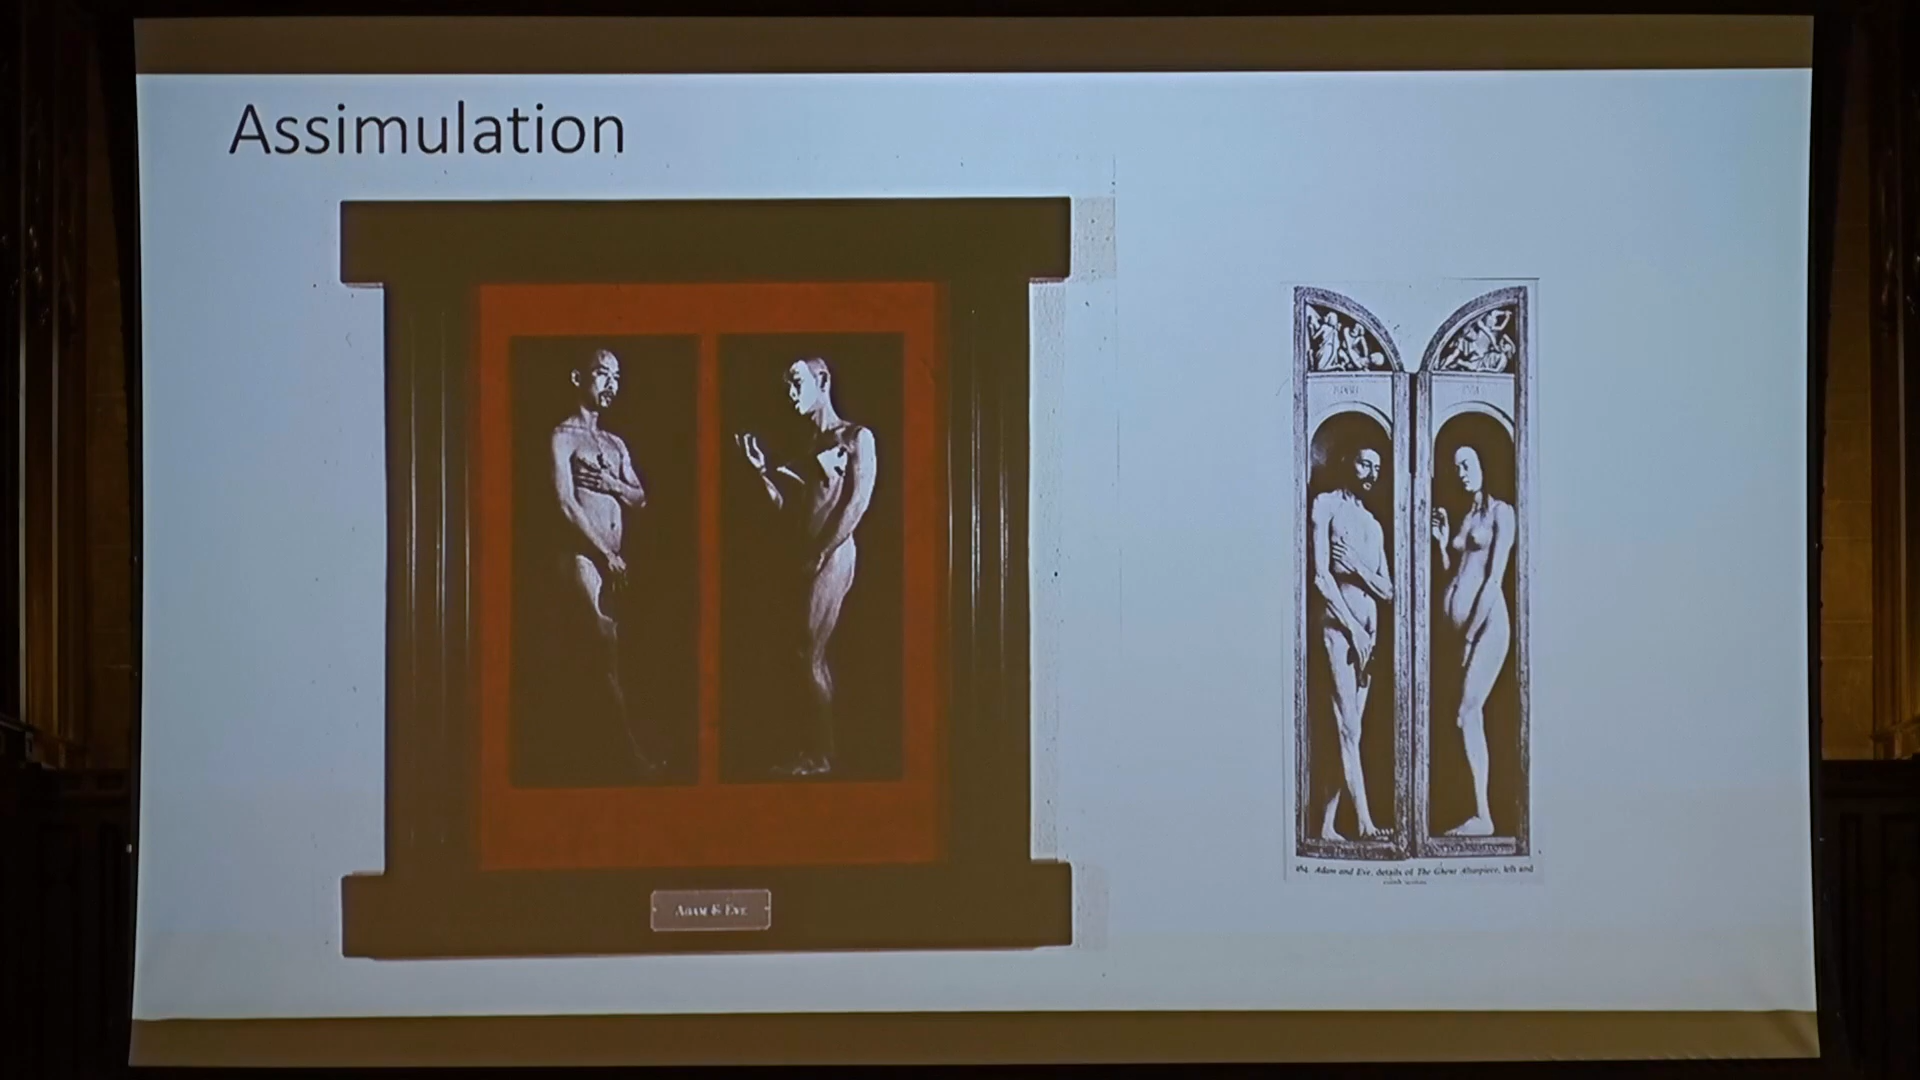 Assimulation
ADAM & EVE
Adam and Eve, details of The Ghent Altarpiece, left and